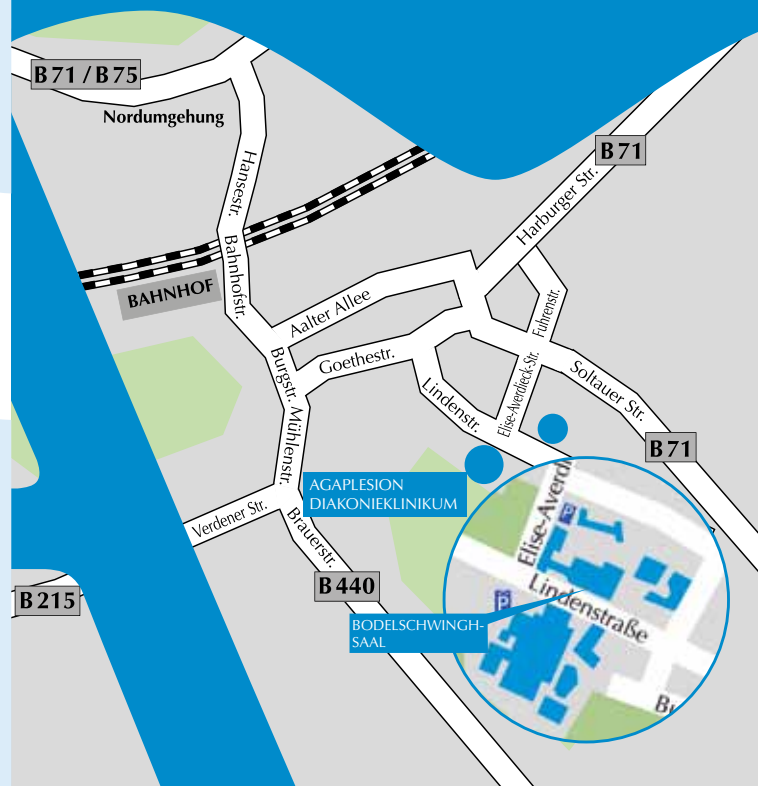 B 71 / B 75
Nordumgehung
Hansestr.
B 71
Harburger Str.
Bahnhofstr.
BAHNHOF
Aalter Allee
Fuhrenstr.
Burgstr.
Goethestr.
Elise-Averdieck-Str.
Soltauer Str.
Lindenstr.
Mühlenstr.
B 71
AGAPLESION
DIAKONIEKLINIKUM
Verdener Str.
Brauerstr.
Elise-Averdi
P
B 440
B 215
Lindenstraße
P
BODELSCHWINGH-
SAAL
Bu